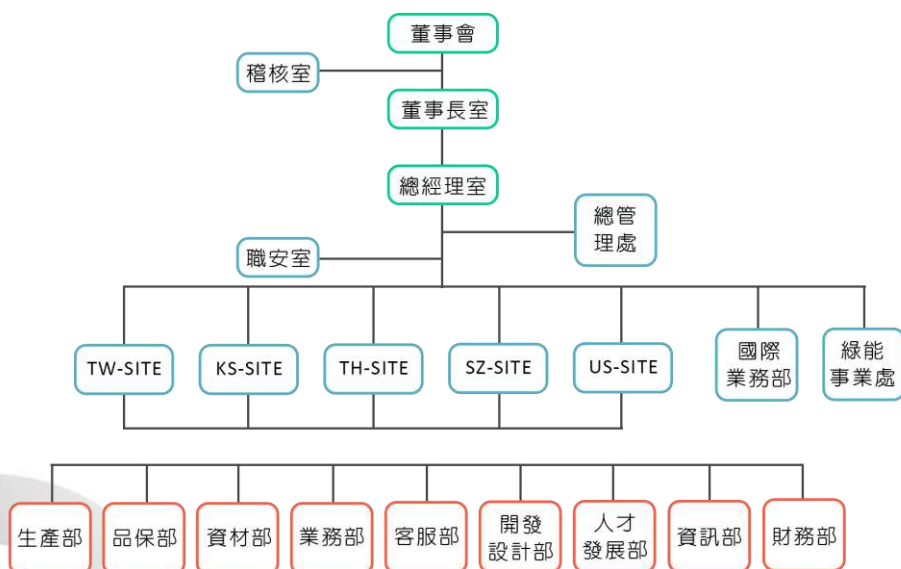 董事會
稽核室
董事長室
總經理室
總管
理處
職安室
TW-SITE
KS-SITE
TH-SITE
SZ-SITE
US-SITE
國際
業務部
綠能
事業處
生產部
品保部
資材部
業務部
客服部
開發
設計部
人才
發展部
資訊部
財務部